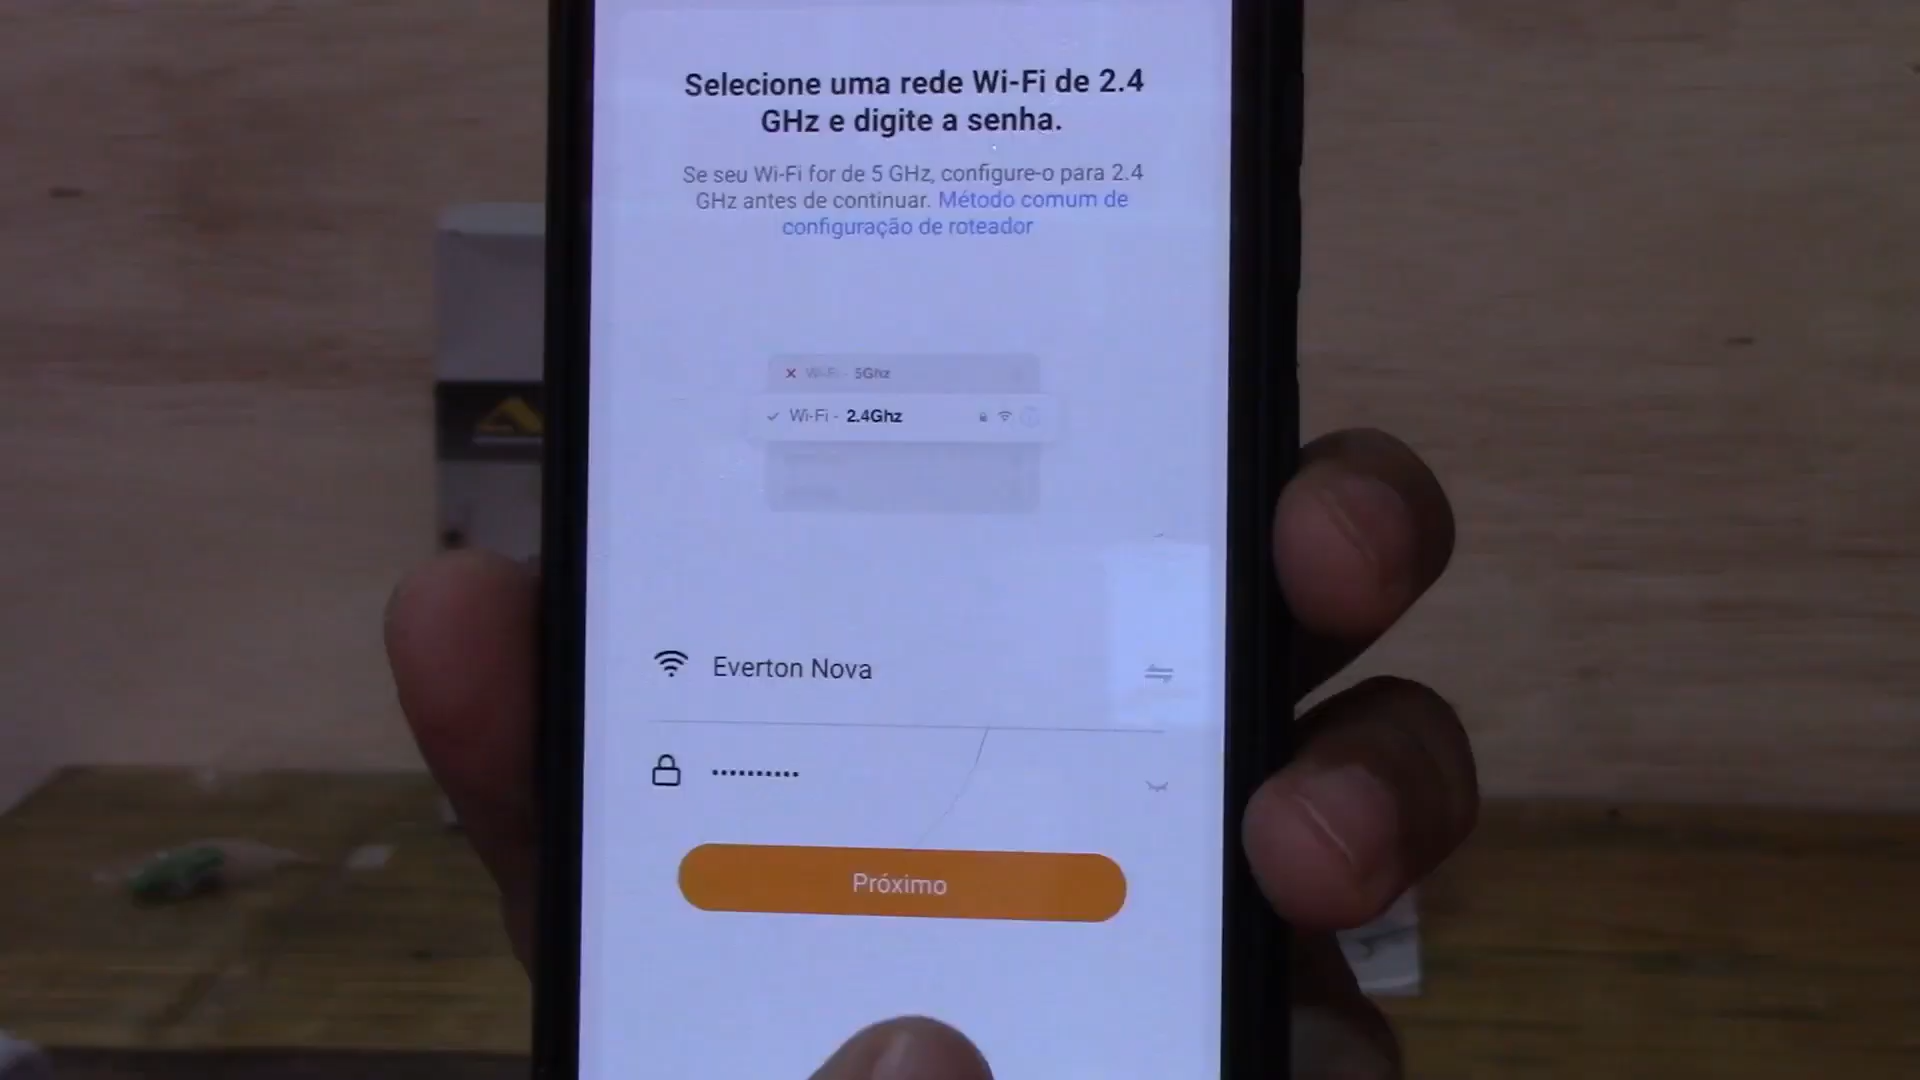 Selecione uma rede Wi-Fi de 2.4
GHz e digite a senha.
Se seu Wi-Fi for de 5 GHz, configure-o para 2.4
GHz antes de continuar. Método comum de
configuração de roteador
Wi-Fi - 5Ghz
Wi-Fi - 2.4Ghz
Everton Nova
••••••••••
Próximo